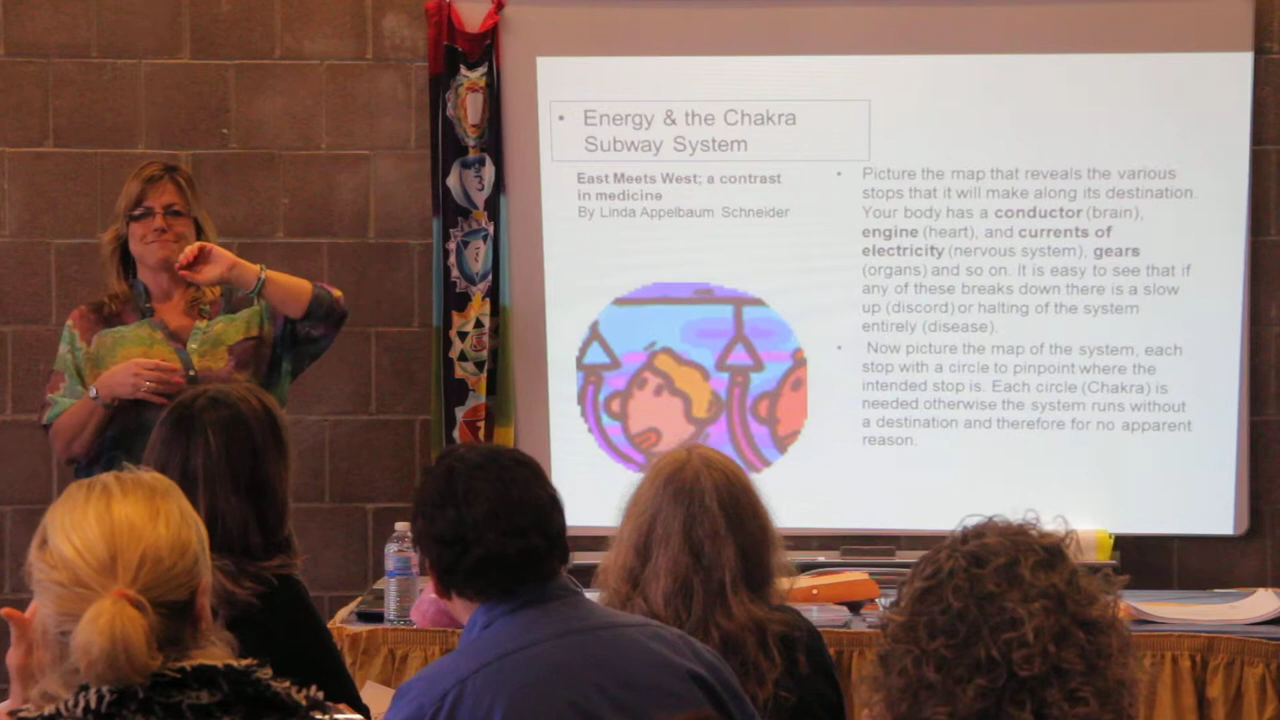 • Energy & the Chakra
Subway System
East Meets West; a contrast
in medicine
By Linda Appelbaum Schneider
• Picture the map that reveals the various
stops that it will make along its destination.
Your body has a conductor (brain),
engine (heart), and currents of
electricity (nervous system), gears
(organs) and so on. It is easy to see that if
any of these breaks down there is a slow
up (discord) or halting of the system
entirely (disease).
• Now picture the map of the system, each
stop with a circle to pinpoint where the
intended stop is. Each circle (Chakra) is
needed otherwise the system runs without
a destination and therefore for no apparent
reason.